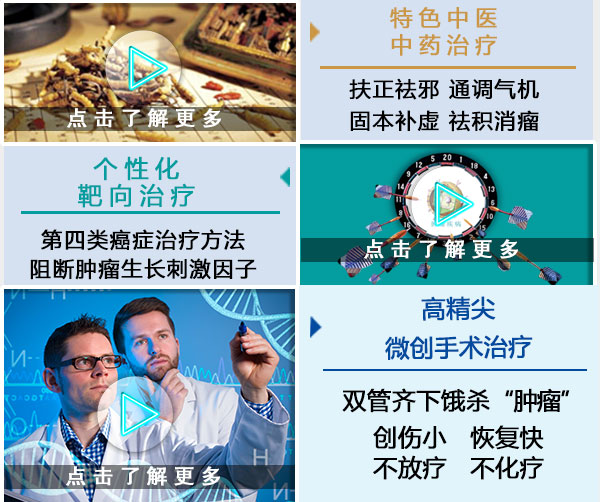 特色中医
中药治疗
扶正祛邪 通调气机
固本补虚 祛积消瘤
点击了解更多
个性化
靶向治疗
第四类癌症治疗方法
阻断肿瘤生长刺激因子
点击了解更多
高精尖
微创手术治疗
双管齐下饿杀“肿瘤”
创伤小 恢复快
不放疗 不化疗
点击了解更多